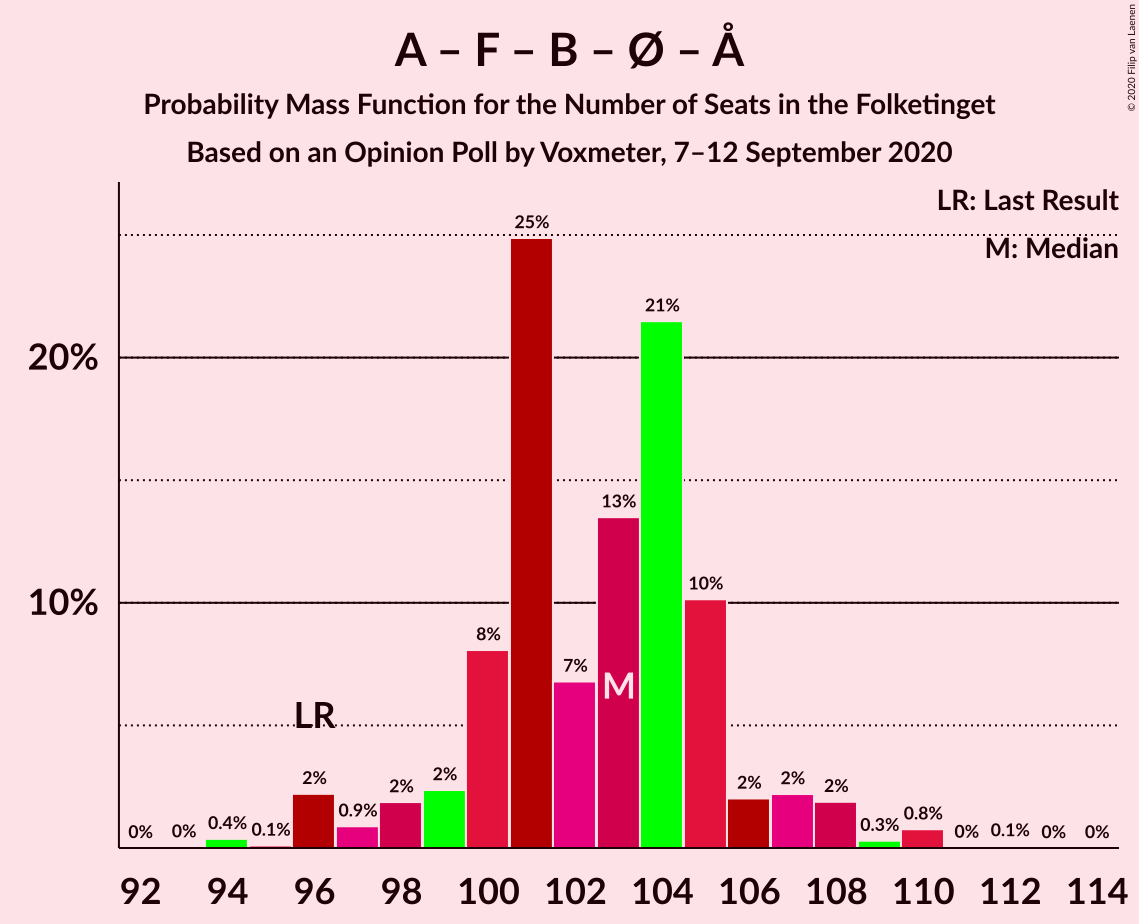 A – F – B – Ø – Å
Probability Mass Function for the Number of Seats in the Folketinget
Based on an Opinion Poll by Voxmeter, 7–12 September 2020
© 2020 Filip van Laenen
LR: Last Result
M: Median
20%
10%
0%
0%
0.4%
0.1%
2%
0.9%
2%
2%
8%
25%
7%
13%
21%
10%
2%
2%
2%
0.3%
0.8%
0%
0.1%
0%
0%
LR
M
92 94 96 98 100 102 104 106 108 110 112 114